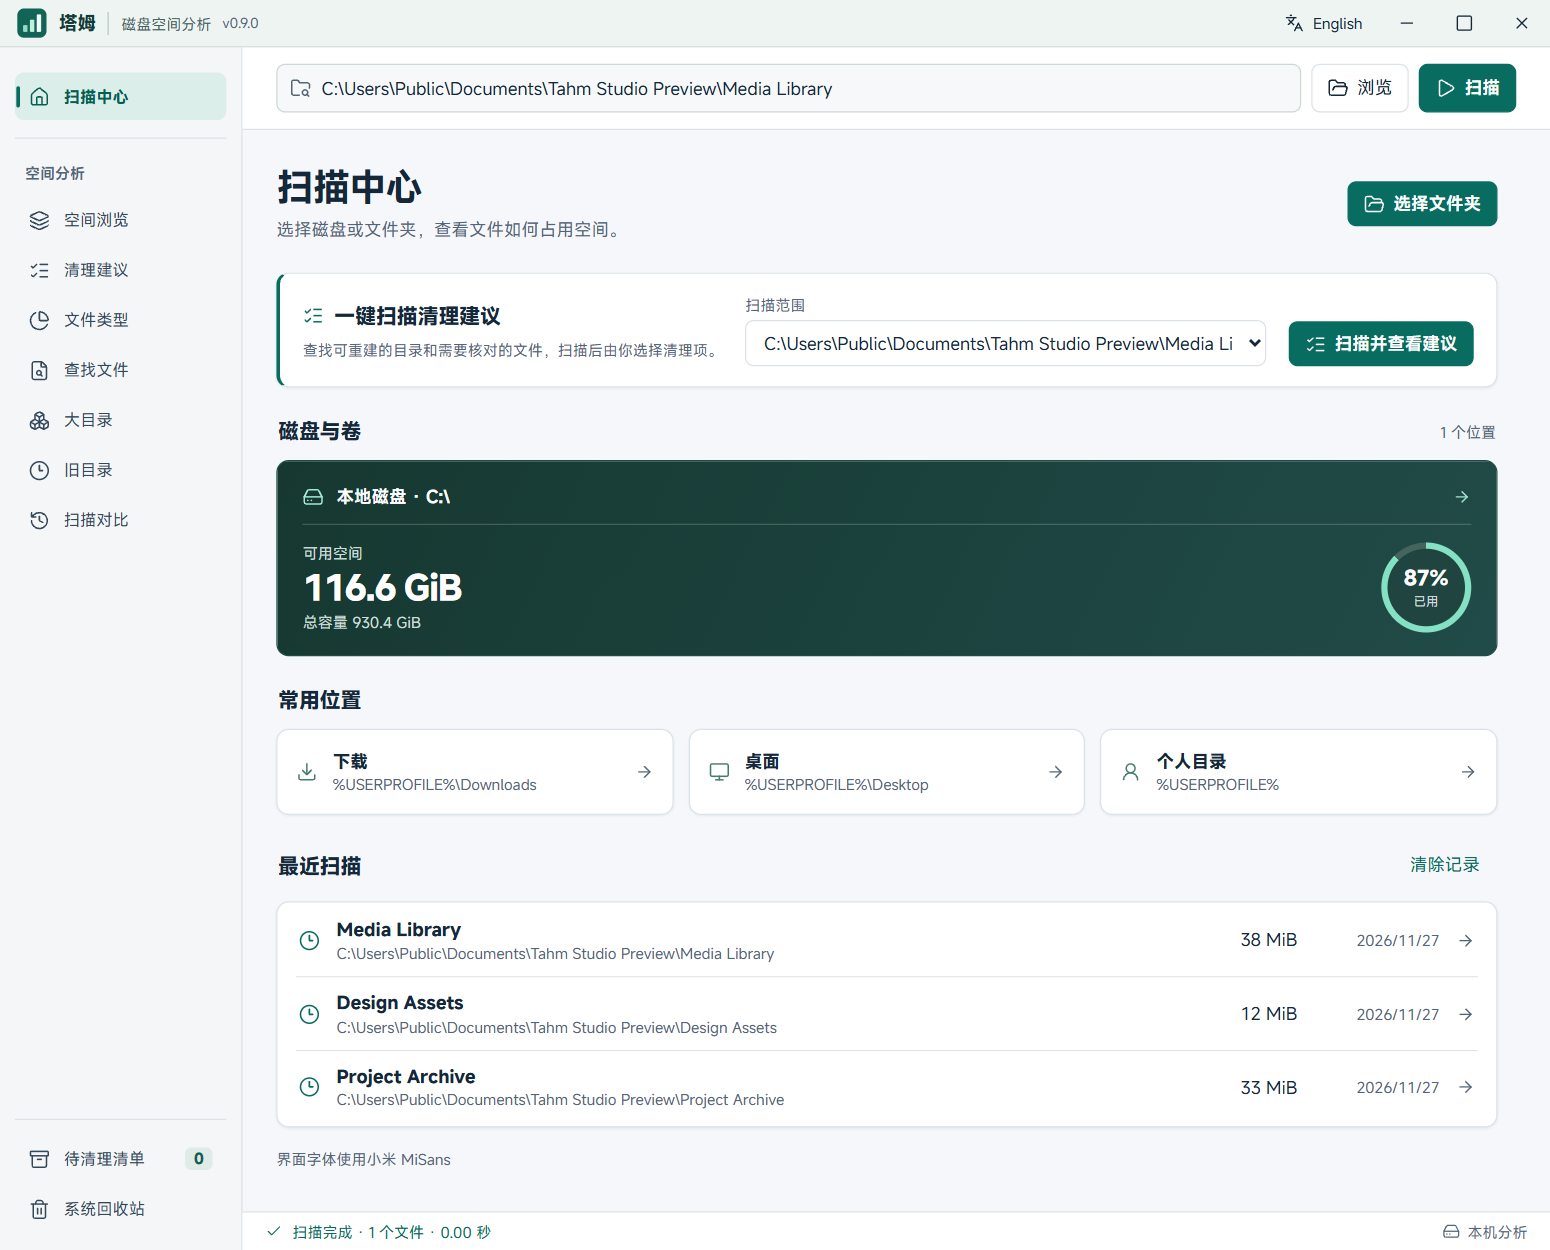 塔姆
磁盘空间分析 v0.9.0
English
扫描中心
空间分析
空间浏览
清理建议
文件类型
查找文件
大目录
旧目录
扫描对比
待清理清单 0
系统回收站
C:\Users\Public\Documents\Tahm Studio Preview\Media Library
浏览
扫描
扫描中心
选择磁盘或文件夹，查看文件如何占用空间。
选择文件夹
一键扫描清理建议
查找可重建的目录和需要核对的文件，扫描后由你选择清理项。
扫描范围
C:\Users\Public\Documents\Tahm Studio Preview\Media Li
扫描并查看建议
磁盘与卷
1 个位置
本地磁盘 · C:\
可用空间
116.6 GiB
总容量 930.4 GiB
87%
已用
常用位置
下载
%USERPROFILE%\Downloads
桌面
%USERPROFILE%\Desktop
个人目录
%USERPROFILE%
最近扫描
清除记录
Media Library
C:\Users\Public\Documents\Tahm Studio Preview\Media Library
38 MiB
2026/11/27
Design Assets
C:\Users\Public\Documents\Tahm Studio Preview\Design Assets
12 MiB
2026/11/27
Project Archive
C:\Users\Public\Documents\Tahm Studio Preview\Project Archive
33 MiB
2026/11/27
界面字体使用小米 MiSans
扫描完成 · 1 个文件 · 0.00 秒
本机分析